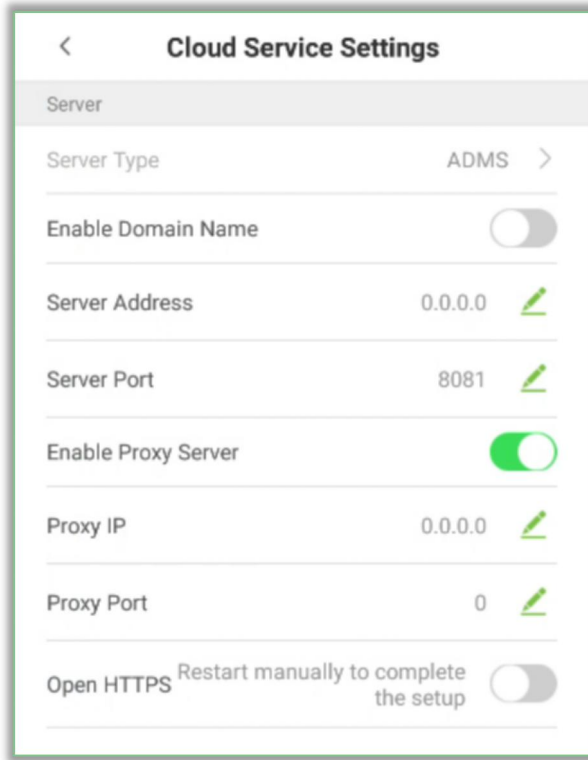 Cloud Service Settings
Server
Server Type ADMS
Enable Domain Name
Server Address 0.0.0.0
Server Port 8081
Enable Proxy Server
Proxy IP 0.0.0.0
Proxy Port 0
Open HTTPS Restart manually to complete
the setup